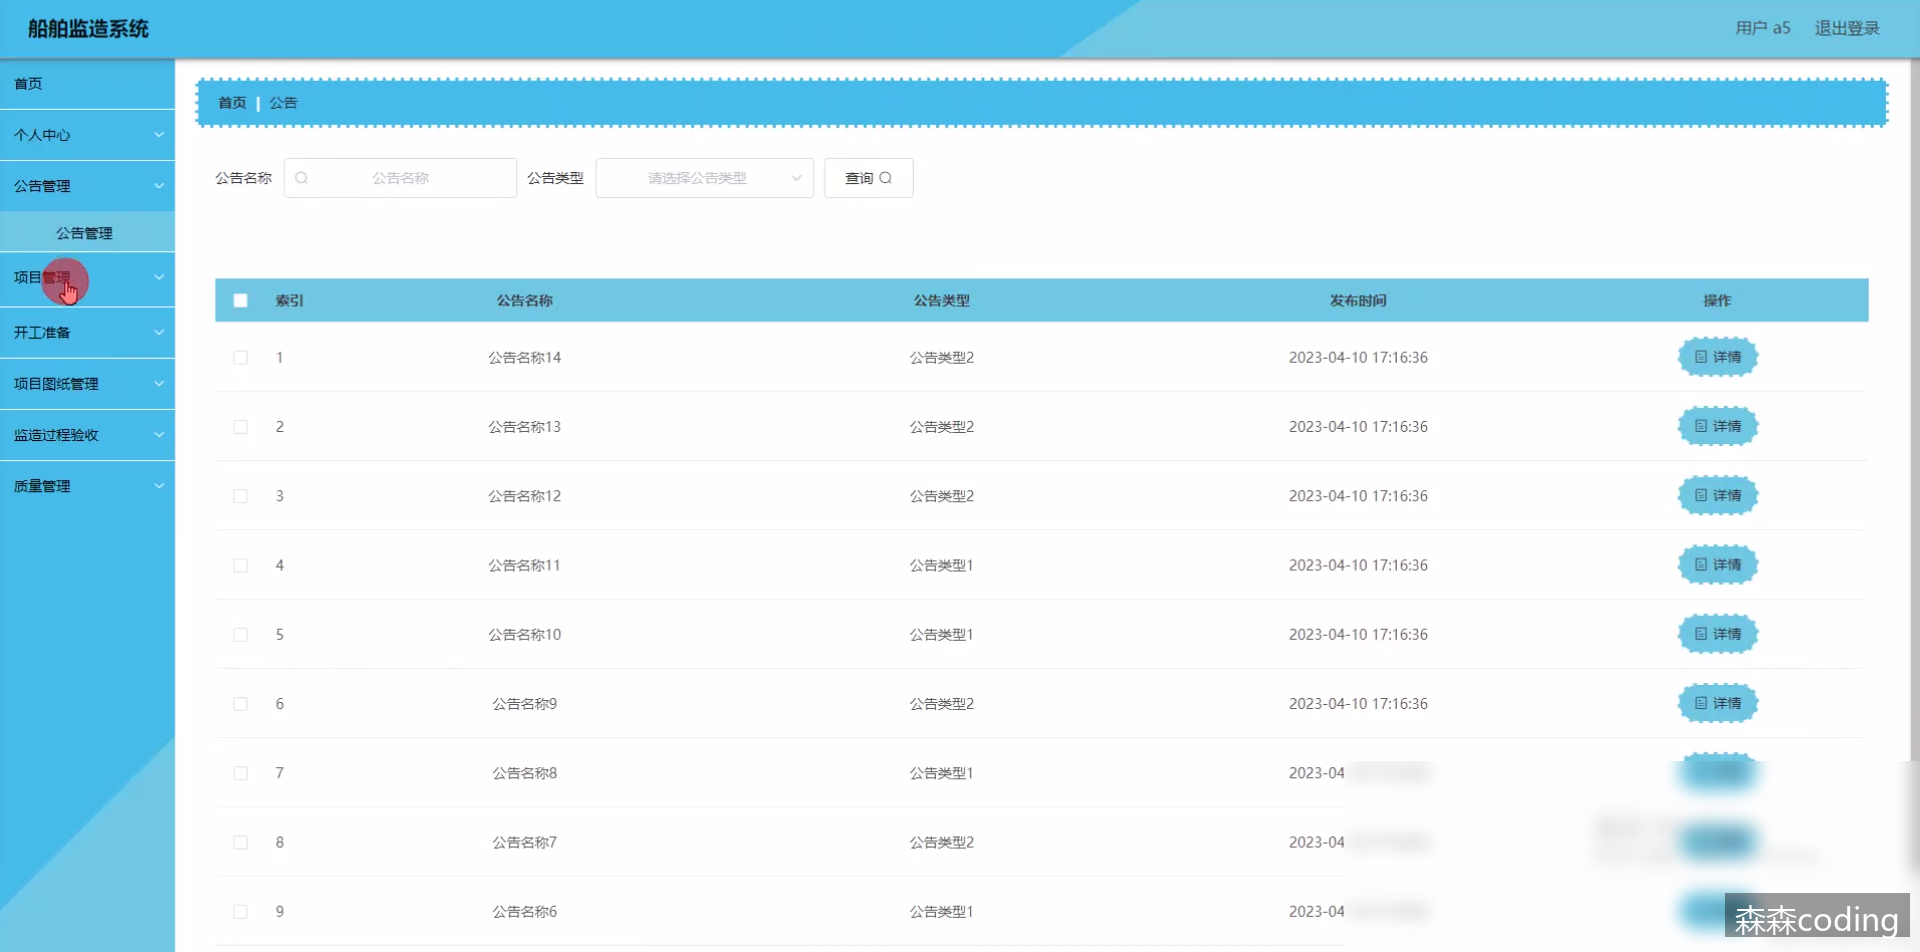 船舶监造系统
用户 a5 退出登录
首页
个人中心
公告管理
公告管理
项目管理
开工准备
项目图纸管理
监造过程验收
质量管理
首页 | 公告
公告名称 公告名称 公告类型 请选择公告类型 查询
索引 公告名称 公告类型 发布时间 操作
1 公告名称14 公告类型2 2023-04-10 17:16:36 详情
2 公告名称13 公告类型2 2023-04-10 17:16:36 详情
3 公告名称12 公告类型2 2023-04-10 17:16:36 详情
4 公告名称11 公告类型1 2023-04-10 17:16:36 详情
5 公告名称10 公告类型1 2023-04-10 17:16:36 详情
6 公告名称9 公告类型2 2023-04-10 17:16:36 详情
7 公告名称8 公告类型1 2023-04
8 公告名称7 公告类型2 2023-04
9 公告名称6 公告类型1 2023-04
森森coding